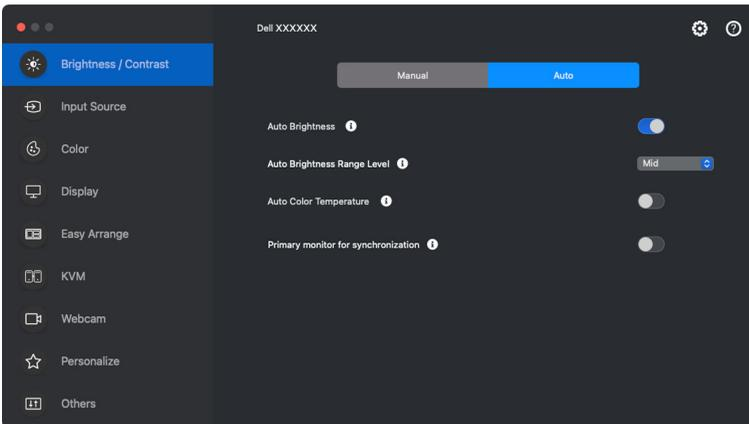 Dell XXXXXX
Brightness / Contrast
Input Source
Color
Display
Easy Arrange
KVM
Webcam
Personalize
Others
Manual Auto
Auto Brightness
Auto Brightness Range Level Mid
Auto Color Temperature
Primary monitor for synchronization